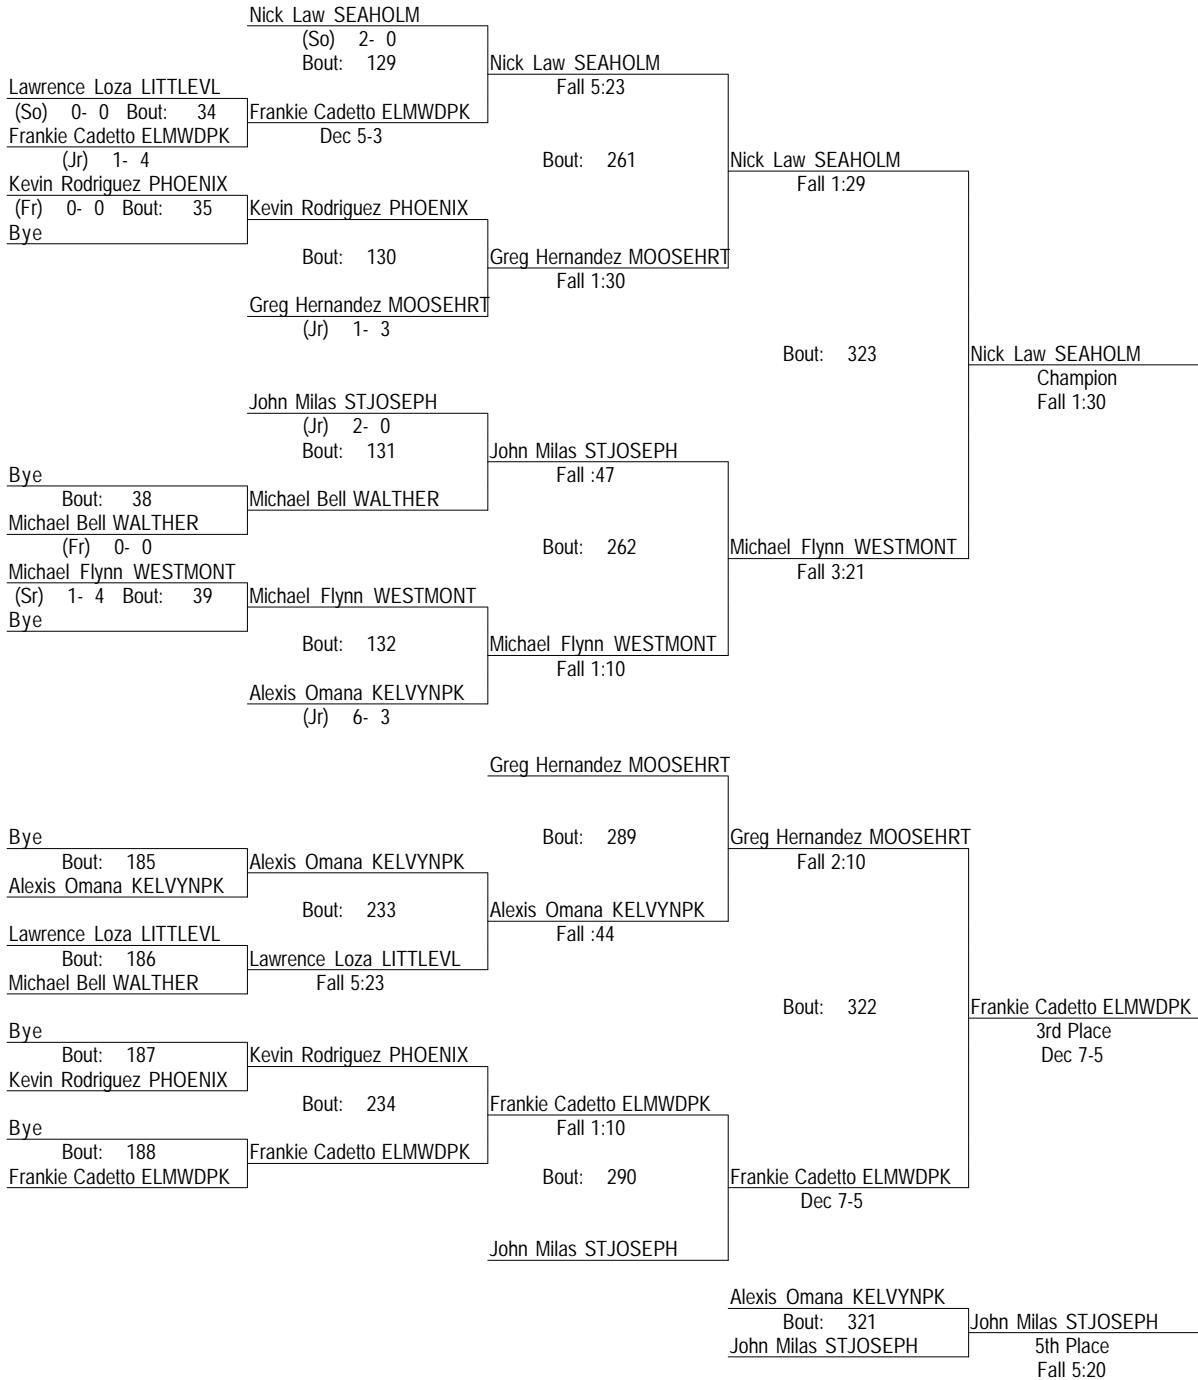 Nick Law SEAHOLM
(So) 2- 0
Bout: 129
Nick Law SEAHOLM
Fall 5:23
Lawrence Loza LITTLEVL
(So) 0- 0 Bout: 34
Frankie Cadetto ELMWDPK
Frankie Cadetto ELMWDPK
Dec 5-3
(Jr) 1- 4
Bout: 261
Nick Law SEAHOLM
Fall 1:29
Kevin Rodriguez PHOENIX
(Fr) 0- 0 Bout: 35
Kevin Rodriguez PHOENIX
Bye
Bout: 130
Greg Hernandez MOOSEHRT
Fall 1:30
Greg Hernandez MOOSEHRT
(Jr) 1- 3
Bout: 323
Nick Law SEAHOLM
Champion
Fall 1:30
John Milas STJOSEPH
(Jr) 2- 0
Bout: 131
John Milas STJOSEPH
Fall :47
Bye
Bout: 38
Michael Bell WALTHER
Michael Bell WALTHER
(Fr) 0- 0
Bout: 262
Michael Flynn WESTMONT
Fall 3:21
Michael Flynn WESTMONT
(Sr) 1- 4 Bout: 39
Michael Flynn WESTMONT
Bye
Bout: 132
Michael Flynn WESTMONT
Fall 1:10
Alexis Omana KELVYNPK
(Jr) 6- 3
Greg Hernandez MOOSEHRT
Bout: 289
Greg Hernandez MOOSEHRT
Fall 2:10
Bye
Bout: 185
Alexis Omana KELVYNPK
Alexis Omana KELVYNPK
Bout: 233
Alexis Omana KELVYNPK
Fall :44
Lawrence Loza LITTLEVL
Bout: 186
Lawrence Loza LITTLEVL
Michael Bell WALTHER
Fall 5:23
Bout: 322
Frankie Cadetto ELMWDPK
3rd Place
Dec 7-5
Bye
Bout: 187
Kevin Rodriguez PHOENIX
Kevin Rodriguez PHOENIX
Bout: 234
Frankie Cadetto ELMWDPK
Fall 1:10
Bye
Bout: 188
Frankie Cadetto ELMWDPK
Frankie Cadetto ELMWDPK
Bout: 290
Frankie Cadetto ELMWDPK
Dec 7-5
John Milas STJOSEPH
Alexis Omana KELVYNPK
Bout: 321
John Milas STJOSEPH
John Milas STJOSEPH
5th Place
Fall 5:20